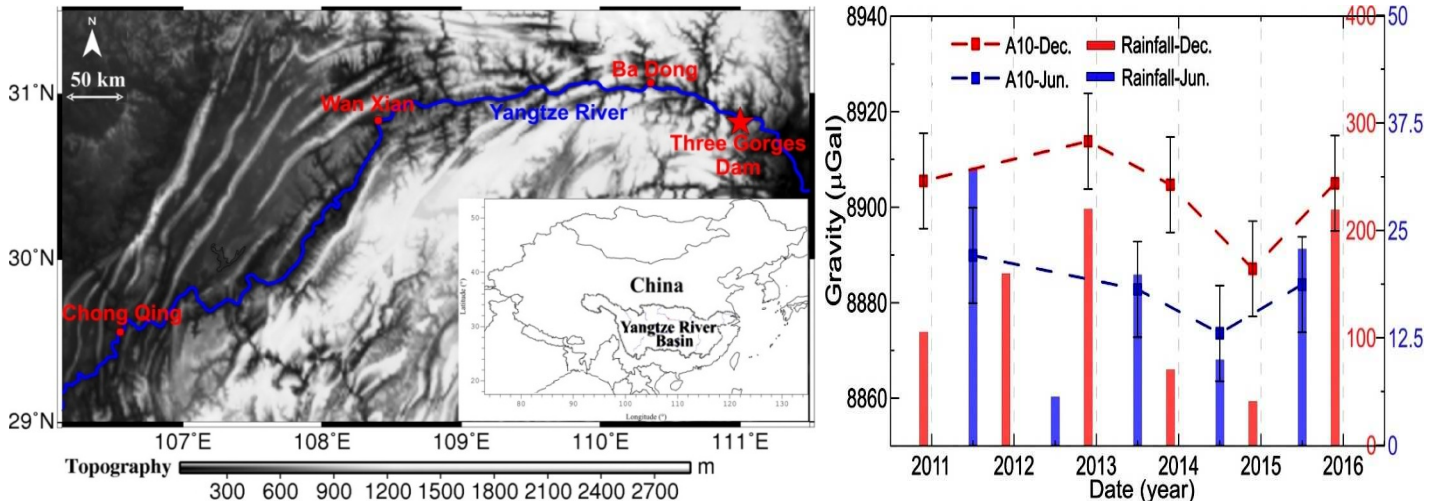 N
50 km
31°N
30°N
29°N
Ba Dong
Wan Xian
Yangtze River
Three Gorges
Dam
Chong Qing
50
40
30
20
Latitude (°)
China
Yangtze River
Basin
80
90
100
110
120
130
Longitude (°)
107°E
108°E
109°E
110°E
111°E
Topography
m
300 600 900 1200 1500 1800 2100 2400 2700
8940
8920
8900
8880
8860
Gravity (μGal)
A10-Dec. Rainfall-Dec.
A10-Jun. Rainfall-Jun.
400
300
200
100
0
50
37.5
25
12.5
0
2011 2012 2013 2014 2015 2016
Date (year)